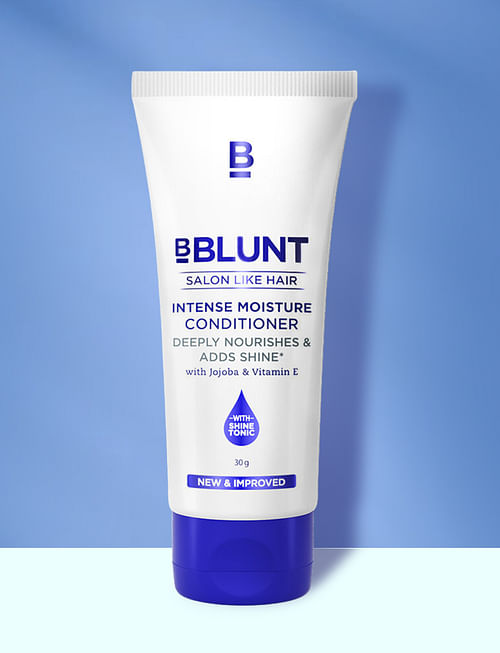 B
BBLUNT
SALON LIKE HAIR
INTENSE MOISTURE
CONDITIONER
DEEPLY NOURISHES &
ADDS SHINE*
with Jojoba & Vitamin E
-WITH-
SHINE
TONIC
30 g
NEW & IMPROVED